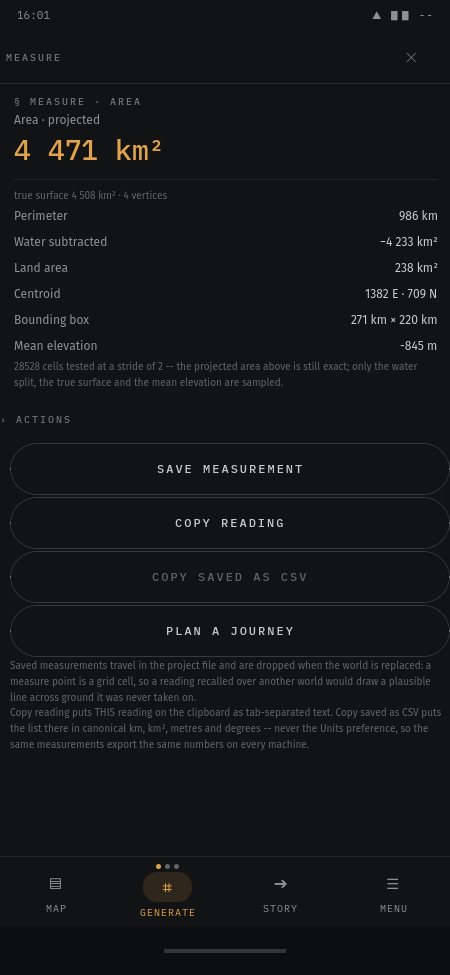 16:01
--
MEASURE
§ MEASURE · AREA
Area · projected
4 471 km²
true surface 4 508 km² · 4 vertices
Perimeter 986 km
Water subtracted −4 233 km²
Land area 238 km²
Centroid 1382 E · 709 N
Bounding box 271 km × 220 km
Mean elevation -845 m
28528 cells tested at a stride of 2 -- the projected area above is still exact; only the water
split, the true surface and the mean elevation are sampled.
› ACTIONS
SAVE MEASUREMENT
COPY READING
COPY SAVED AS CSV
PLAN A JOURNEY
Saved measurements travel in the project file and are dropped when the world is replaced: a
measure point is a grid cell, so a reading recalled over another world would draw a plausible
line across ground it was never taken on.
Copy reading puts THIS reading on the clipboard as tab-separated text. Copy saved as CSV puts
the list there in canonical km, km², metres and degrees -- never the Units preference, so the
same measurements export the same numbers on every machine.
MAP GENERATE STORY MENU